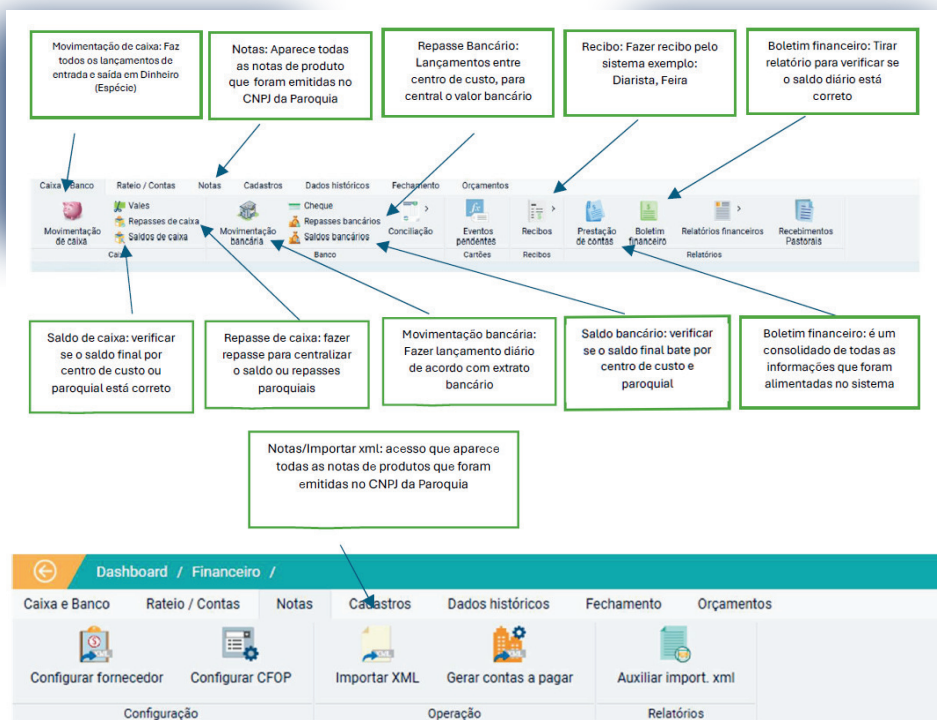 Movimentação de caixa: Faz
todos os lançamentos de
entrada e saída em Dinheiro
(Espécie)
Notas: Aparece todas
as notas de produto
que foram emitidas no
CNPJ da Paroquia
Repasse Bancário:
Lançamentos entre
centro de custo, para
central o valor bancário
Recibo: Fazer recibo pelo
sistema exemplo:
Diarista, Feira
Boletim financeiro: Tirar
relatório para verificar se
o saldo diário está
correto
Caixa e Banco Rateio / Contas Notas Cadastros Dados históricos Fechamento Orçamentos
Vales Cheque
Repasses de caixa Repasses bancários
Saldos de caixa Saldos bancários
Movimentação
de caixa
Movimentação
bancária
Conciliação
Eventos
pendentes
Recibos
Prestação
de contas
Boletim
financeiro
Relatórios financeiros
Recebimentos
Pastorais
Banco Cartões Recibos Relatórios
Saldo de caixa: verificar
se o saldo final por
centro de custo ou
paroquial está correto
Repasse de caixa: fazer
repasse para centralizar
o saldo ou repasses
paroquiais
Movimentação bancária:
Fazer lançamento diário
de acordo com extrato
bancário
Saldo bancário: verificar
se o saldo final bate por
centro de custo e
paroquial
Boletim financeiro: é um
consolidado de todas as
informações que foram
alimentadas no sistema
Notas/Importar xml: acesso que aparece
todas as notas de produtos que foram
emitidas no CNPJ da Paroquia
Dashboard / Financeiro /
Caixa e Banco Rateio / Contas Notas Cadastros Dados históricos Fechamento Orçamentos
Configurar fornecedor Configurar CFOP Importar XML Gerar contas a pagar Auxiliar import. xml
Configuração Operação Relatórios